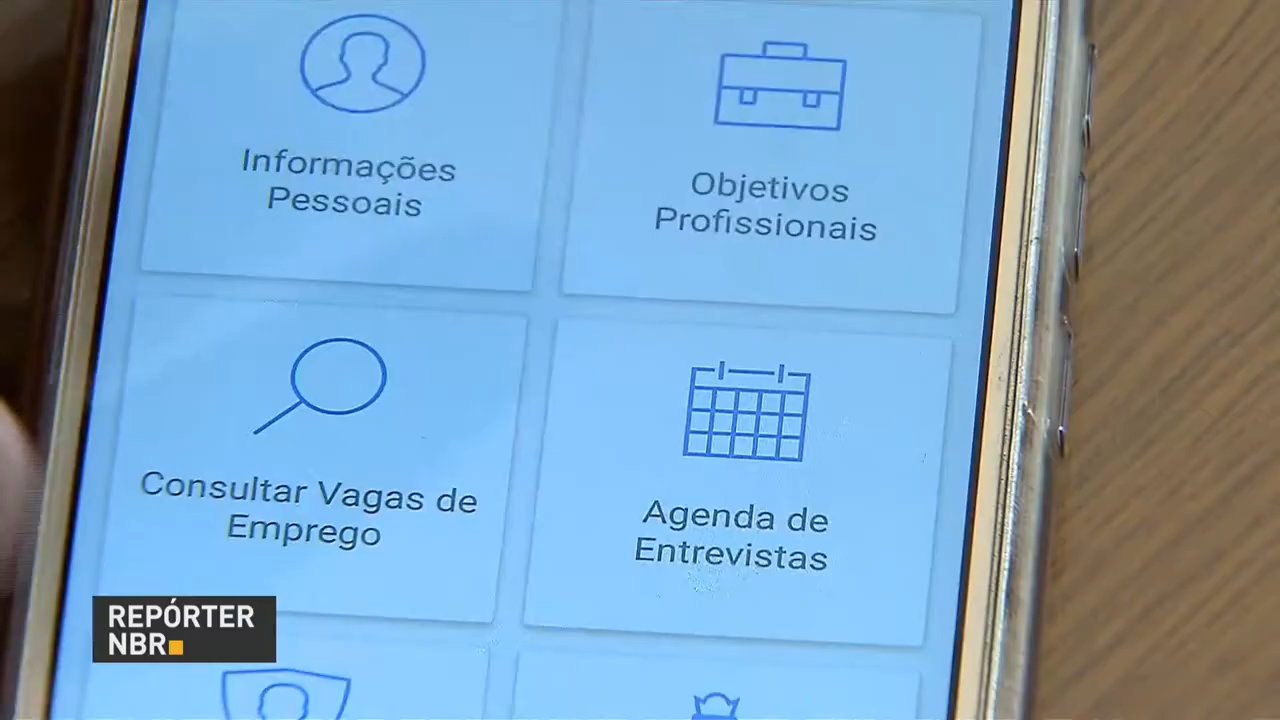 Informações
Pessoais
Objetivos
Profissionais
Consultar Vagas de
Emprego
Agenda de
Entrevistas
REPÓRTER
NBR